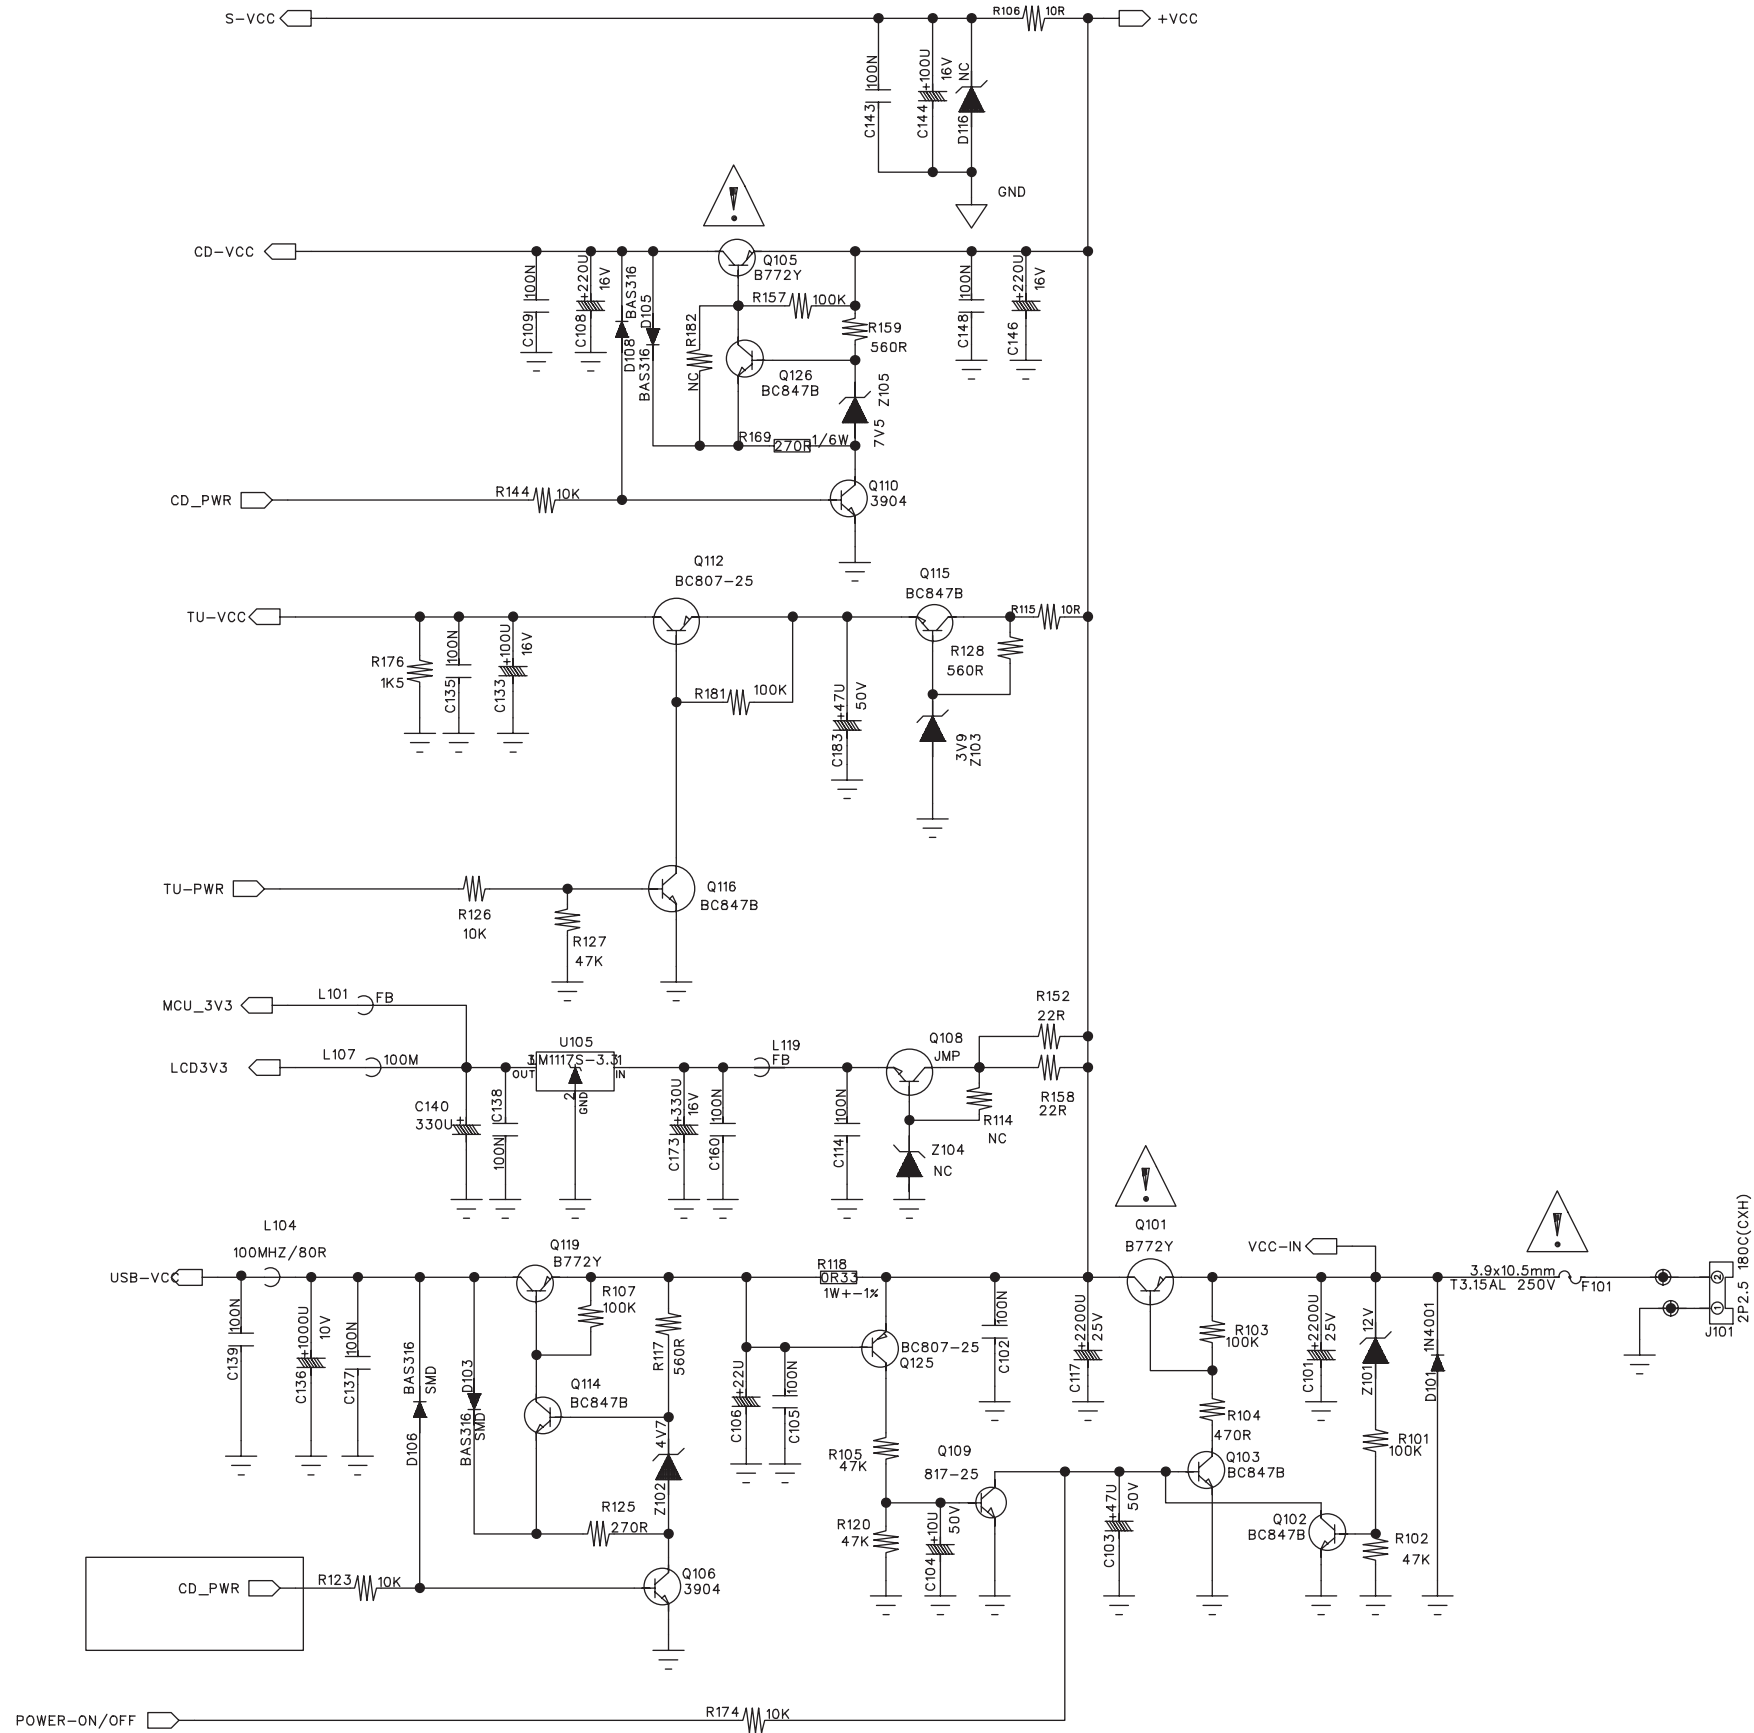 S-VCC
R106 10R
+VCC
100N
C143
+100U
16V
C144
NC
D116
GND
CD-VCC
Q105
B772Y
100N
C109
+220U
16V
C108
BAS316
D108
D105
BAS316
R182
NC
R157 100K
R159
560R
Q126
BC847B
Z105
7V5
R169 270R 1/6W
100N
C148
+220U
16V
C146
CD_PWR
R144 10K
Q110
3904
Q112
BC807-25
Q115
BC847B
TU-VCC
R115 10R
R176
1K5
100N
C135
+100U
16V
C133
R181 100K
+47U
50V
C183
R128
560R
3V9
Z103
TU-PWR
R126
10K
R127
47K
Q116
BC847B
MCU_3V3
L101 FB
LCD3V3
L107 100M
U105
LM1117S-3.3
3
1
OUT
IN
2
GND
L119
FB
Q108
JMP
R152
22R
R158
22R
C140
330U+
C138
100N
+330U
16V
C173
100N
C160
100N
C114
R114
NC
Z104
NC
L104
100MHZ/80R
USB-VCC
Q119
B772Y
R107
100K
R118
0R33
1W+-1%
Q101
B772Y
VCC-IN
3.9x10.5mm
T3.15AL 250V
F101
2
1
J101
2P2.5 180C(CXH)
100N
C139
+1000U
10V
C136
100N
C137
BAS316
SMD
D106
D103
BAS316
SMD
Q114
BC847B
R117
560R
4V7
Z102
+22U
C106
100N
C105
BC807-25
Q125
100N
C102
+2200U
25V
C117
R103
100K
R104
470R
+2200U
25V
C101
12V
Z101
1N4001
D101
R101
100K
R105
47K
Q109
817-25
Q103
BC847B
R125
270R
R120
47K
+10U
50V
C104
+47U
50V
C103
Q102
BC847B
R102
47K
CD_PWR
R123 10K
Q106
3904
POWER-ON/OFF
R174 10K